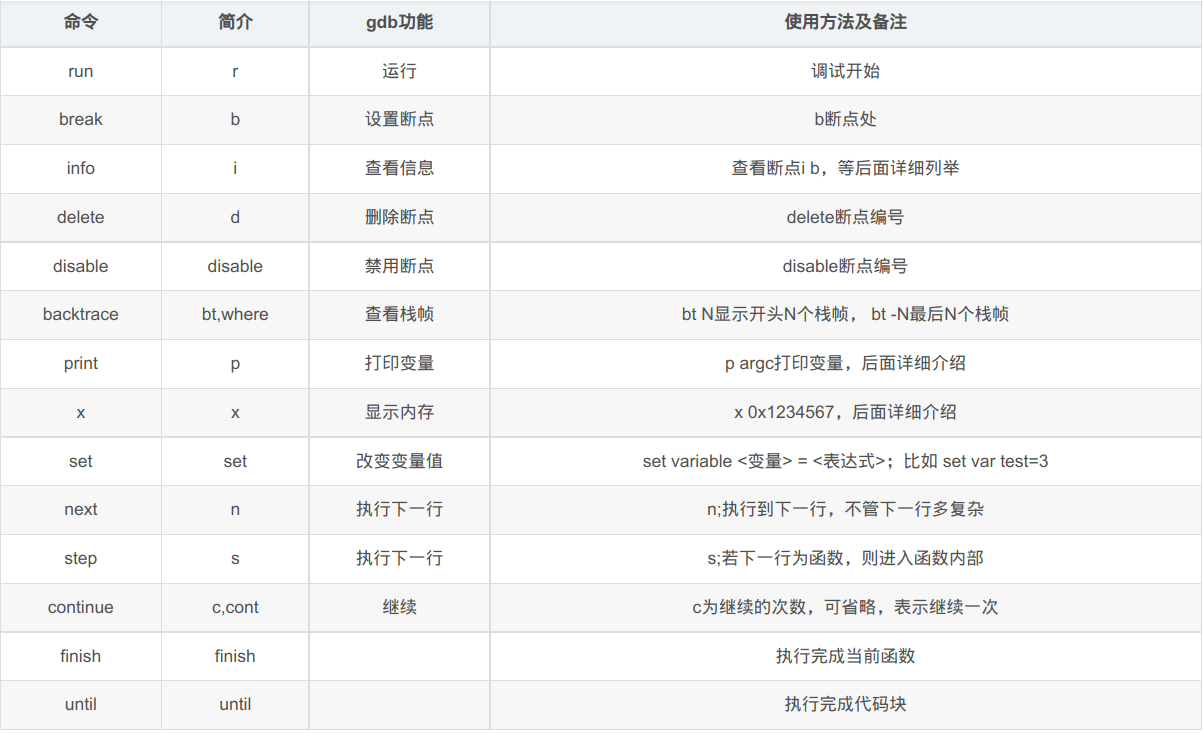 命令 简介 gdb功能 使用方法及备注
run r 运行 调试开始
break b 设置断点 b断点处
info i 查看信息 查看断点i b，等后面详细列举
delete d 删除断点 delete断点编号
disable disable 禁用断点 disable断点编号
backtrace bt,where 查看栈帧 bt N显示开头N个栈帧， bt -N最后N个栈帧
print p 打印变量 p argc打印变量，后面详细介绍
x x 显示内存 x 0x1234567，后面详细介绍
set set 改变变量值 set variable <变量> = <表达式>；比如 set var test=3
next n 执行下一行 n;执行到下一行，不管下一行多复杂
step s 执行下一行 s;若下一行为函数，则进入函数内部
continue c,cont 继续 c为继续的次数，可省略，表示继续一次
finish finish 执行完成当前函数
until until 执行完成代码块